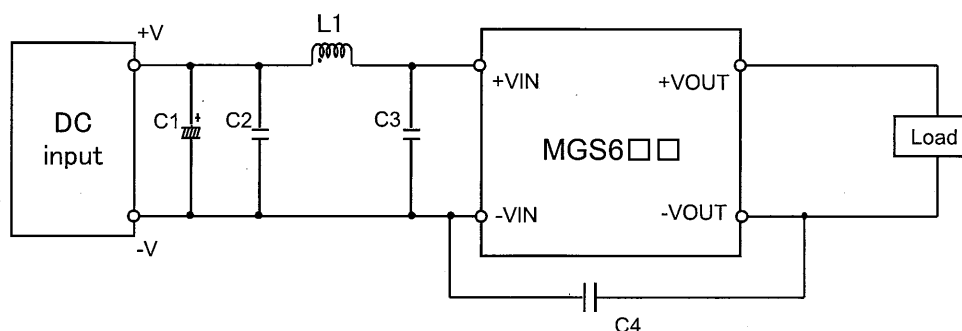 +V
L1
DC
input
C1
+
C2
C3
+VIN
+VOUT
MGS6□□
Load
-VIN
-VOUT
-V
C4